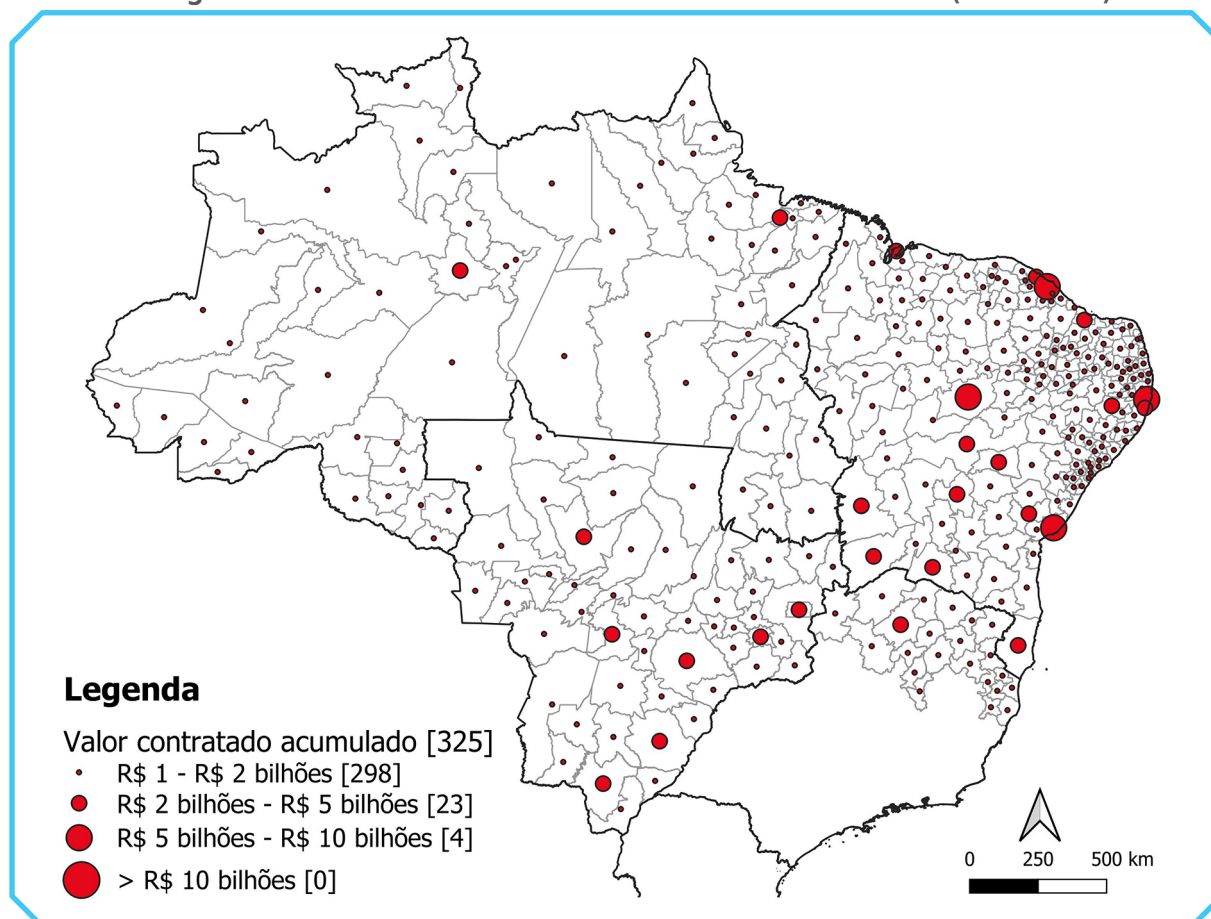 Legenda
Valor contratado acumulado [325]
R$ 1 - R$ 2 bilhões [298]
R$ 2 bilhões - R$ 5 bilhões [23]
R$ 5 bilhões - R$ 10 bilhões [4]
> R$ 10 bilhões [0]
0 250 500 km